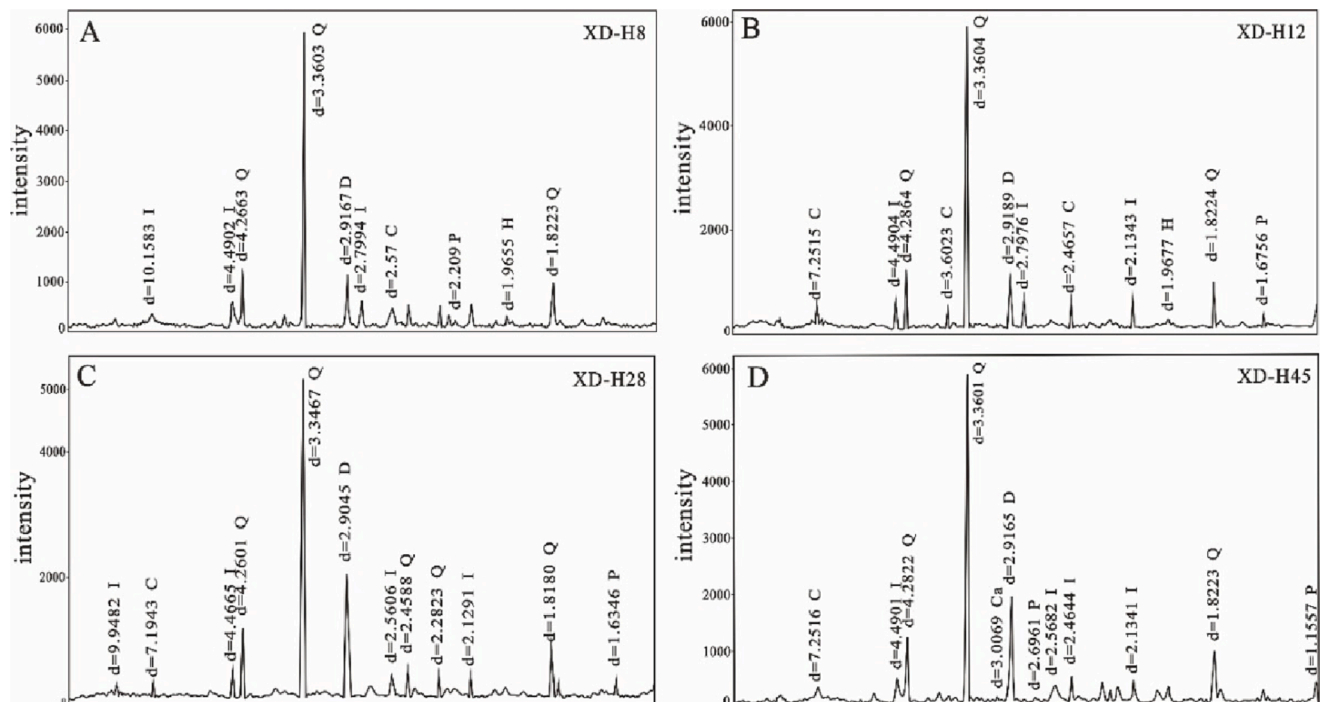 A
XD-H8
intensity
6000
5000
4000
3000
2000
1000
0
d=10.1583 I
d=4.4902 I
d=4.2663 Q
d=3.3603 Q
d=2.9167 D
d=2.7994 I
d=2.57 C
d=2.209 P
d=1.9655 H
d=1.8223 Q
B
XD-H12
intensity
6000
4000
2000
0
d=7.2515 C
d=4.4904 I
d=4.2864 Q
d=3.6023 C
d=3.3604 Q
d=2.9189 D
d=2.7976 I
d=2.4657 C
d=2.1343 I
d=1.9677 H
d=1.8224 Q
d=1.6756 P
C
XD-H28
intensity
5000
4000
2000
0
d=9.9482 I
d=7.1943 C
d=4.4665 I
d=4.2601 Q
d=3.3467 Q
d=2.9045 D
d=2.5606 I
d=2.4588 Q
d=2.2823 Q
d=2.1291 I
d=1.8180 Q
d=1.6346 P
D
XD-H45
intensity
6000
5000
4000
3000
2000
1000
0
d=7.2516 C
d=4.4901 I
d=4.2822 Q
d=3.3601 Q
d=3.0069 Ca
d=2.9165 D
d=2.6961 P
d=2.5682 I
d=2.4644 I
d=2.1341 I
d=1.8223 Q
d=1.1557 P